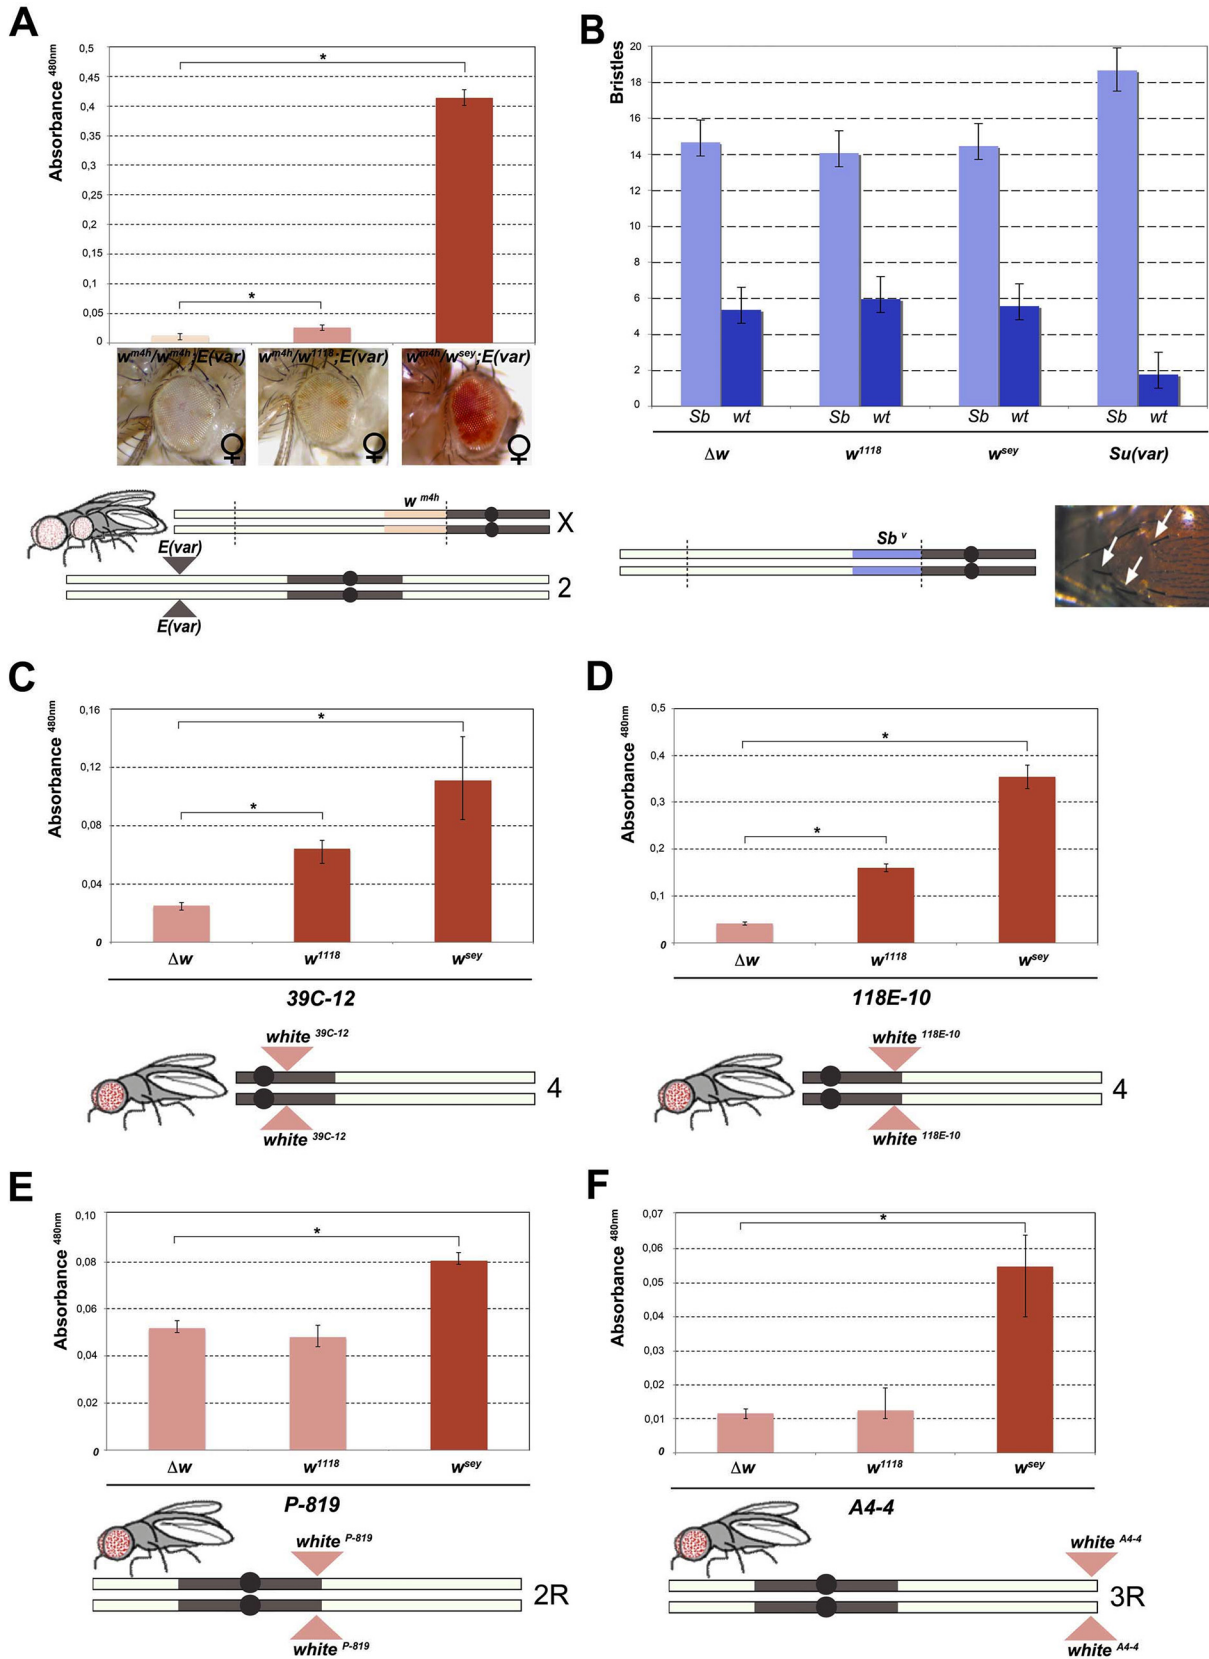 A
Absorbance 480nm
0,5
0,45
0,4
0,35
0,3
0,25
0,2
0,15
0,1
0,05
0
*
*
w^m4h/w^m4h;E(var)
w^m4h/w^1118;E(var)
w^m4h/w^sey;E(var)
♀
♀
♀
w^m4h
X
E(var)
2
E(var)
B
Bristles
20
18
16
14
12
10
8
6
4
2
0
Sb wt Sb wt Sb wt Sb wt
Δw w^1118 w^sey Su(var)
Sb^v
C
Absorbance 480nm
0,16
0,12
0,08
0,04
0
*
*
Δw w^1118 w^sey
39C-12
white 39C-12
4
white 39C-12
D
Absorbance 480nm
0,5
0,4
0,3
0,2
0,1
0
*
*
Δw w^1118 w^sey
118E-10
white 118E-10
4
white 118E-10
E
Absorbance 480nm
0,10
0,08
0,06
0,04
0,02
0
*
Δw w^1118 w^sey
P-819
white P-819
2R
white P-819
F
Absorbance 480nm
0,07
0,06
0,05
0,04
0,03
0,02
0,01
0
*
Δw w^1118 w^sey
A4-4
white A4-4
3R
white A4-4